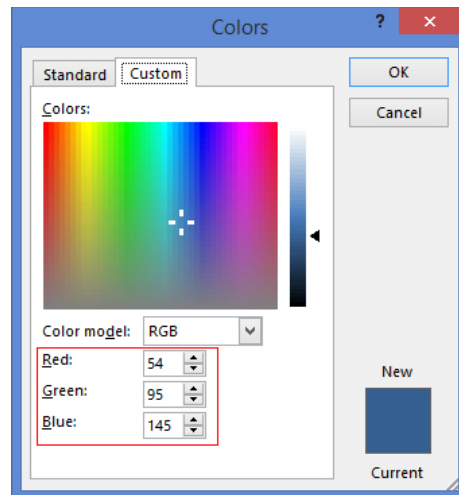 Colors ?
Standard Custom
OK
Cancel
Colors:
Color model: RGB
Red: 54
Green: 95
Blue: 145
New
Current